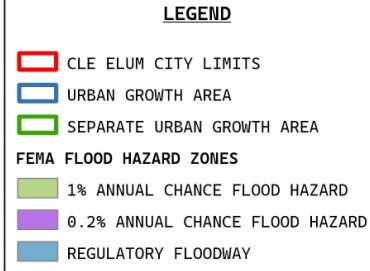 LEGEND
CLE ELUM CITY LIMITS
URBAN GROWTH AREA
SEPARATE URBAN GROWTH AREA
FEMA FLOOD HAZARD ZONES
1% ANNUAL CHANCE FLOOD HAZARD
0.2% ANNUAL CHANCE FLOOD HAZARD
REGULATORY FLOODWAY